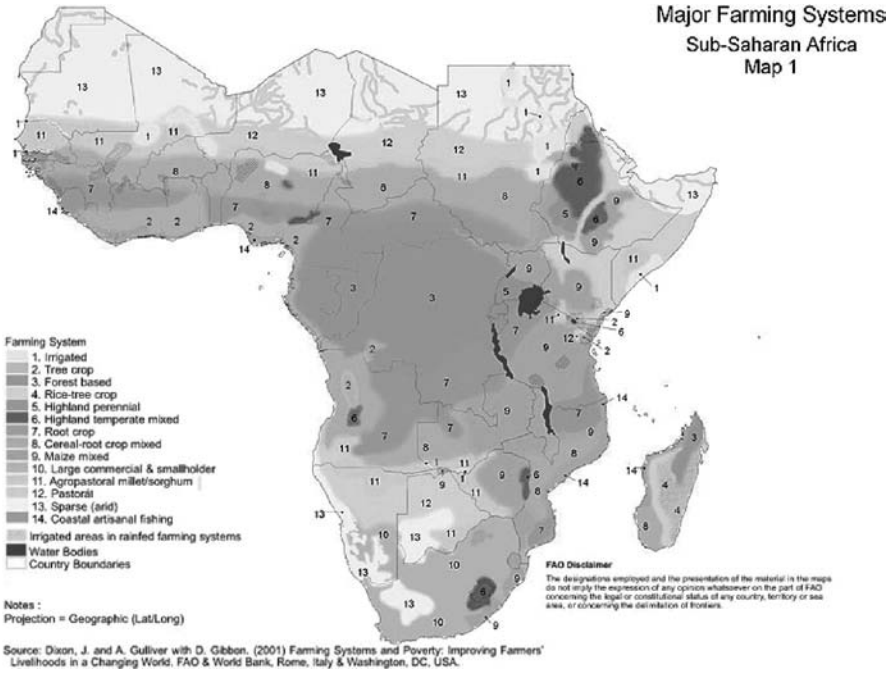 Major Farming Systems
Sub-Saharan Africa
Map 1
Farming System
1. Irrigated
2. Tree crop
3. Forest based
4. Rice-tree crop
5. Highland perennial
6. Highland temperate mixed
7. Root crop
8. Cereal-root crop mixed
9. Maize mixed
10. Large commercial & smallholder
11. Agropastoral millet/sorghum
12. Pastoral
13. Sparse (arid)
14. Coastal artisanal fishing
Irrigated areas in rainfed farming systems
Water Bodies
Country Boundaries
Notes :
Projection = Geographic (Lat/Long)
FAO Disclaimer
The designations employed and the presentation of the material in the maps
do not imply the expression of any opinion whatsoever on the part of FAO
concerning the legal or constitutional status of any country, territory or sea
area, or concerning the delimitation of frontiers.
Source: Dixon, J. and A. Gulliver with D. Gibbon. (2001) Farming Systems and Poverty: Improving Farmers'
Livelihoods in a Changing World. FAO & World Bank, Rome, Italy & Washington, DC, USA.